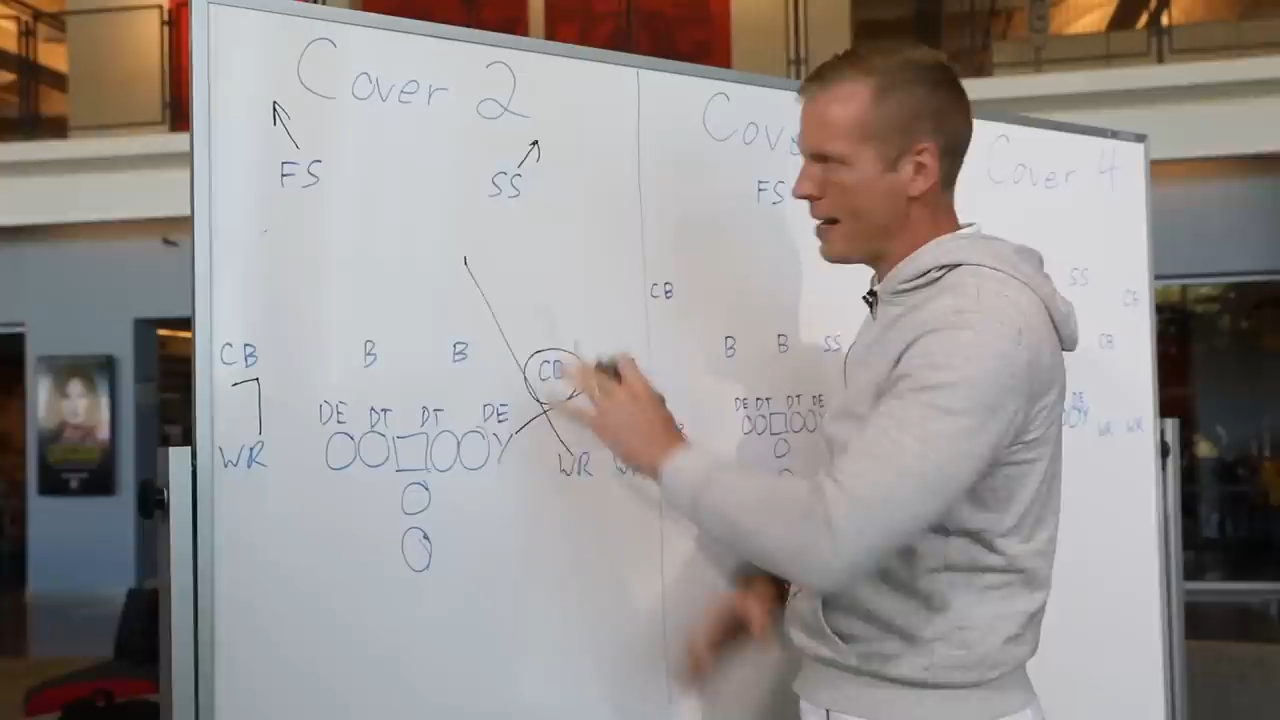 Cover 2
FS
SS
CB B B
DE DT DT DE
WR Y WR
CB
FS
B B SS
DE DT DT DE
Cover 4
SS
CB
CB
DE
Y WR WR